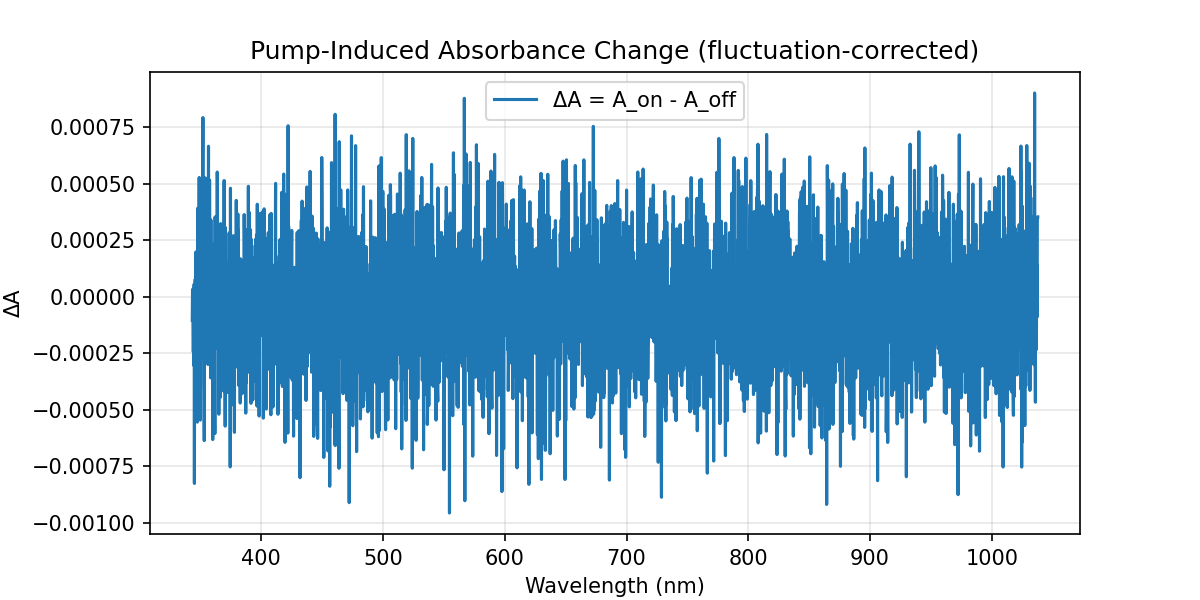 Pump-Induced Absorbance Change (fluctuation-corrected)
ΔA = A_on - A_off
0.00075
0.00050
0.00025
0.00000
−0.00025
−0.00050
−0.00075
−0.00100
ΔA
400 500 600 700 800 900 1000
Wavelength (nm)